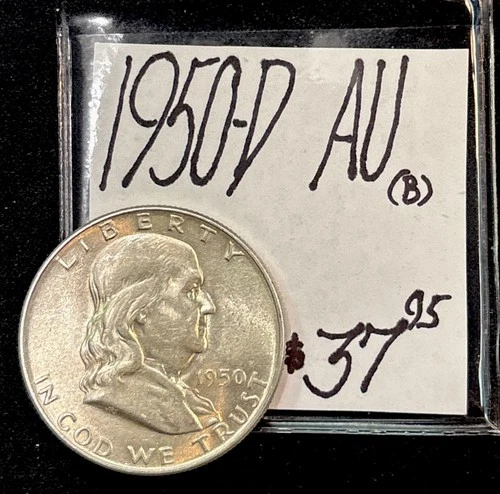 1950-D AU
(B)
$37.95
LIBERTY
1950
IN GOD WE TRUST